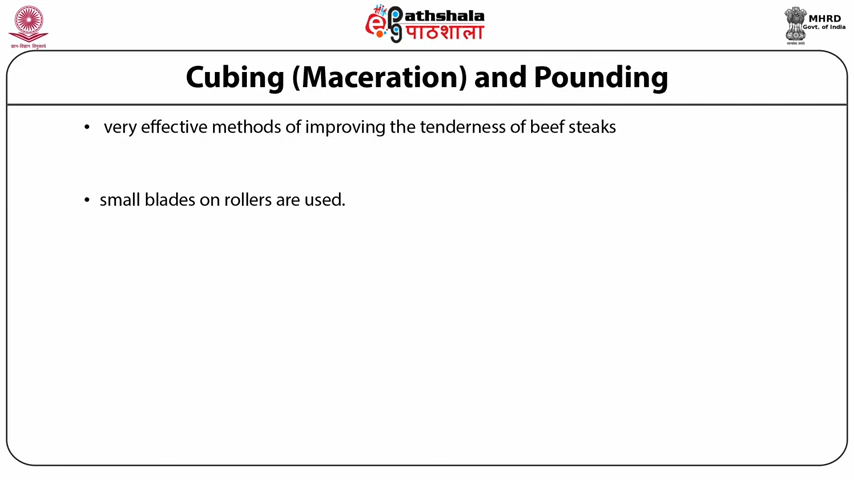 ePathshala
पाठशाला
MHRD
Govt. of India
Cubing (Maceration) and Pounding
• very effective methods of improving the tenderness of beef steaks
• small blades on rollers are used.